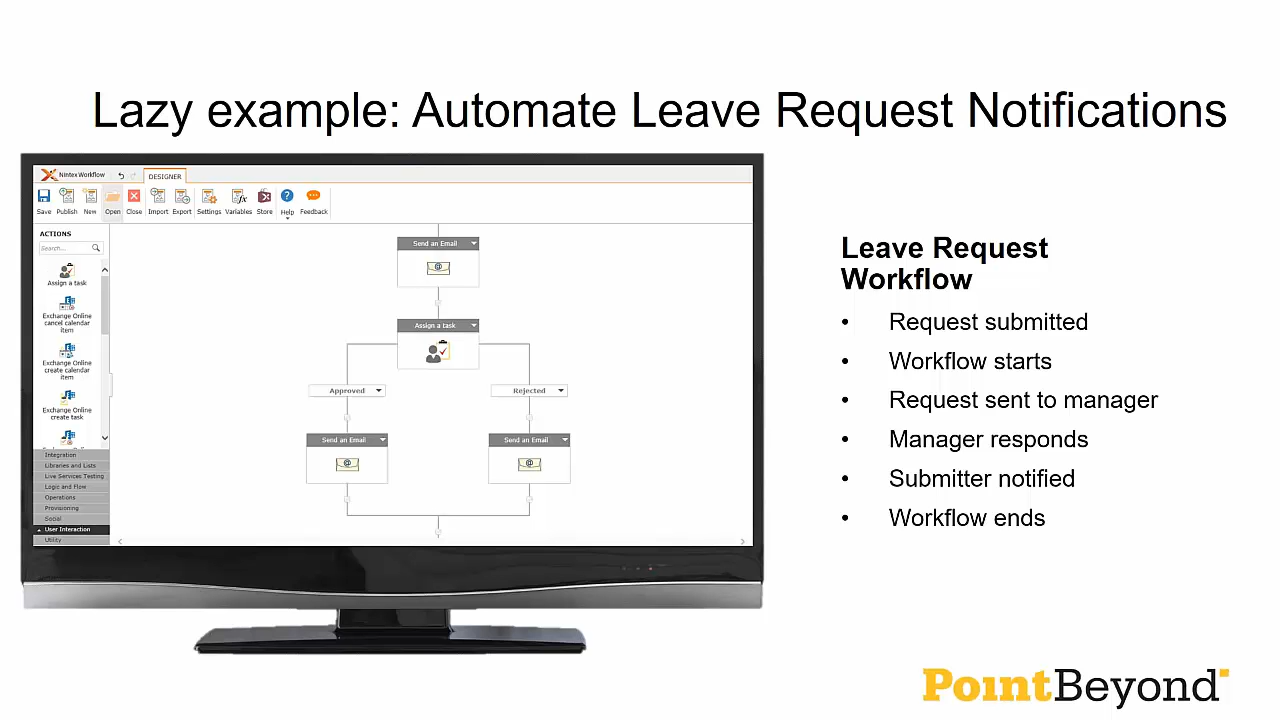 Lazy example: Automate Leave Request Notifications
Nintex Workflow
DESIGNER
Save Publish New Open Close Import Export Settings Variables Store Help Feedback
ACTIONS
Search...
Assign a task
Exchange Online
cancel calendar
item
Exchange Online
create calendar
item
Exchange Online
create task
Integration
Libraries and Lists
Live Services Testing
Logic and Flow
Operations
Provisioning
Social
User Interaction
Utility
Send an Email
Assign a task
Approved
Rejected
Send an Email
Send an Email
Leave Request
Workflow
• Request submitted
• Workflow starts
• Request sent to manager
• Manager responds
• Submitter notified
• Workflow ends
PointBeyond